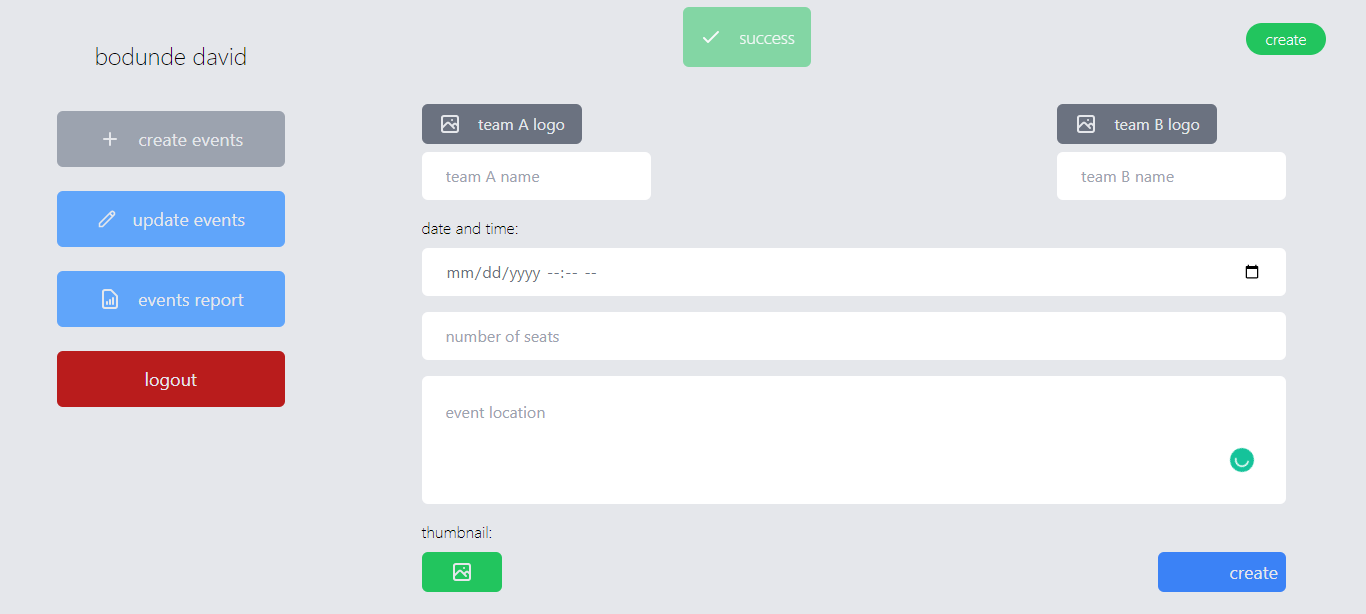 bodunde david
success
create
create events
update events
events report
logout
team A logo
team B logo
team A name
team B name
date and time:
mm/dd/yyyy --:-- --
number of seats
event location
thumbnail:
create